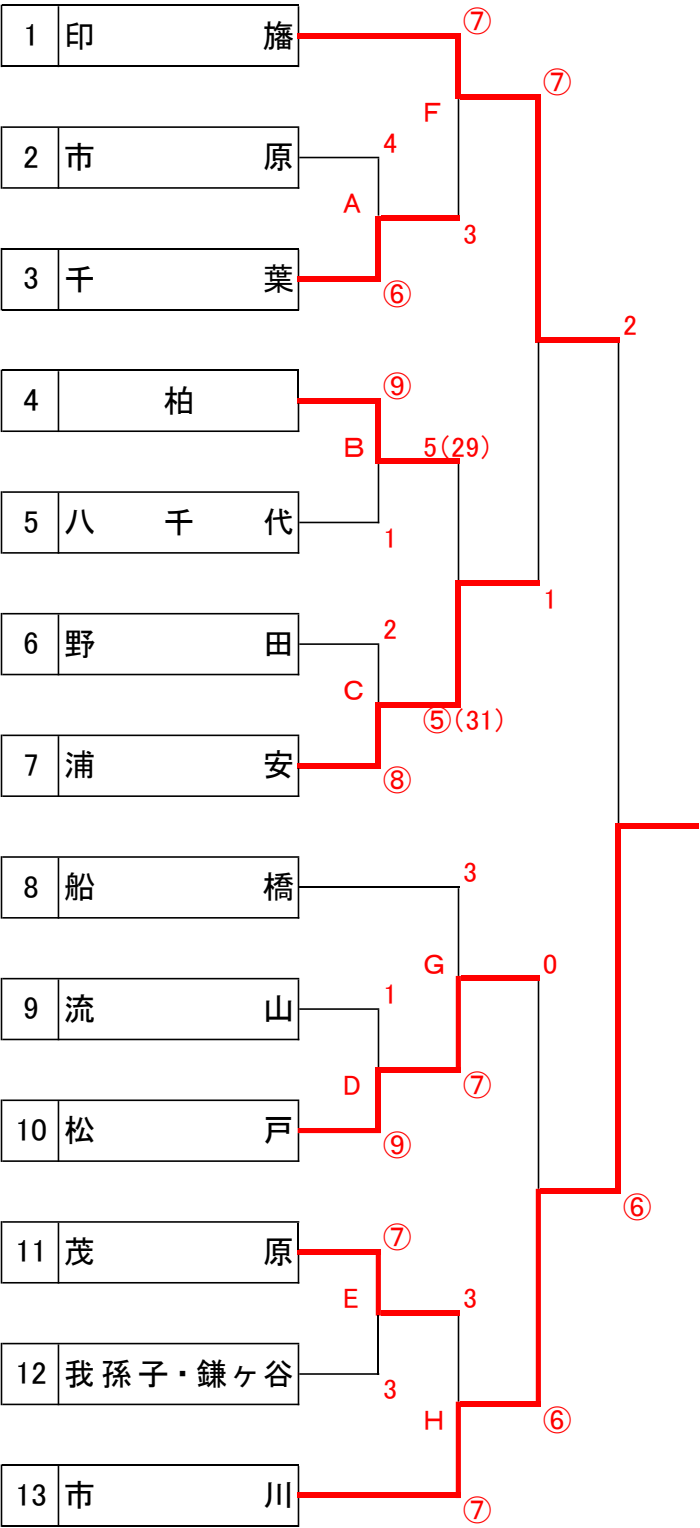 ⑦
1 印旛
⑦
F
4
2 市原
A
3
⑥
3 千葉
2
⑨
4 柏
B 5(29)
1
5 八千代
1
2
6 野田
C
⑤(31)
7 浦安
⑧
3
8 船橋
G 0
1
9 流山
D ⑦
10 松戸
⑨
⑥
⑦
11 茂原
E 3
12 我孫子・鎌ヶ谷
3
H ⑥
13 市川
⑦